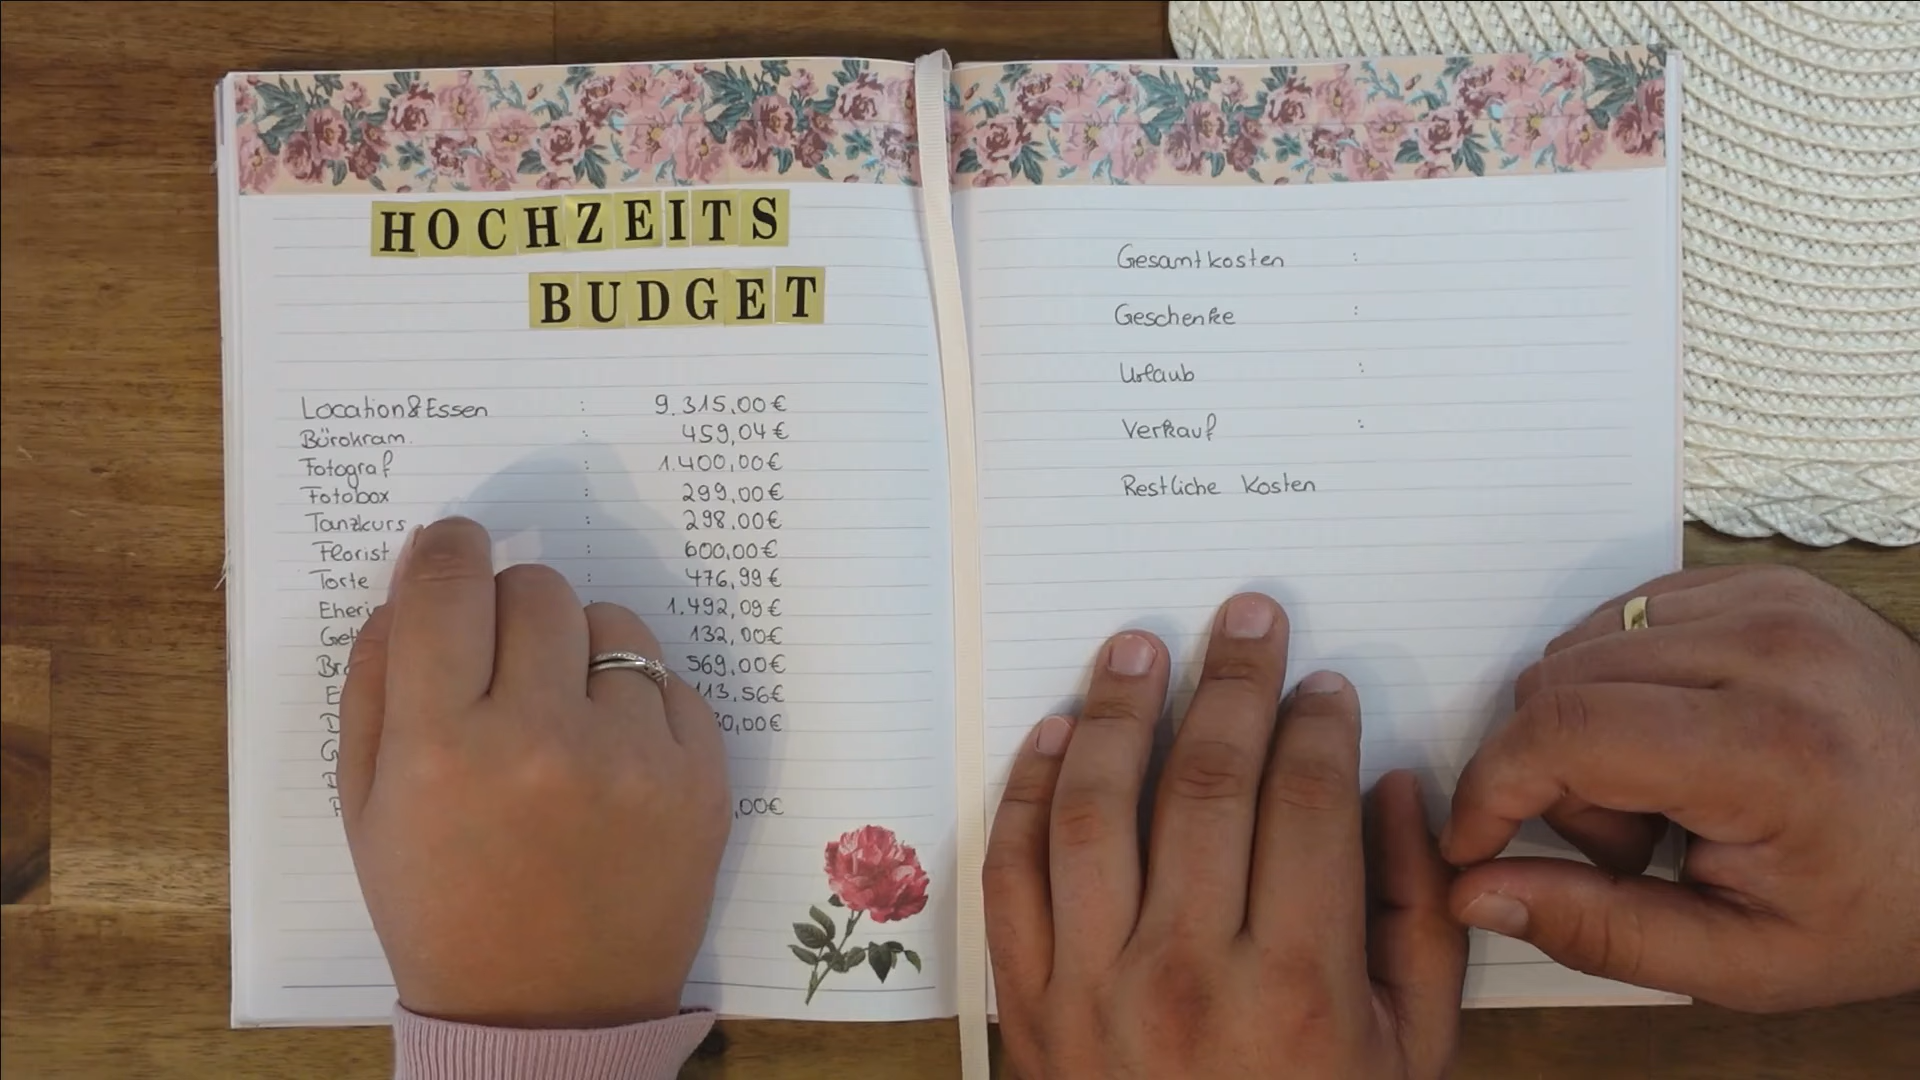 HOCHZEITS
BUDGET
Location&Essen : 9.315,00€
Bürokram : 459,04€
Fotograf : 1.400,00€
Fotobox : 299,00€
Tanzkurs : 298,00€
Florist : 600,00€
Torte : 476,99€
1.492,09€
132,00€
569,00€
Gesamtkosten :
Geschenke :
Urlaub :
Verkauf :
Restliche Kosten